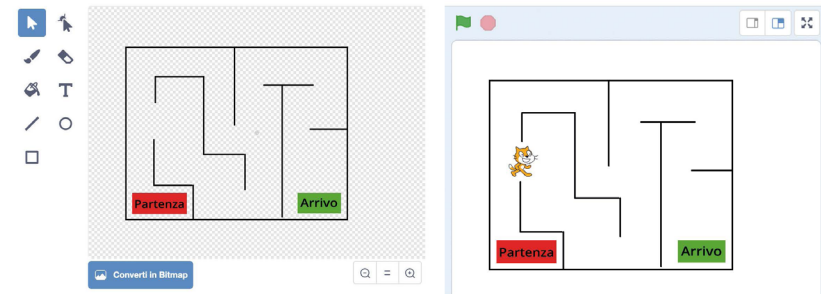 T
Partenza
Arrivo
Converti in Bitmap
=
Partenza
Arrivo